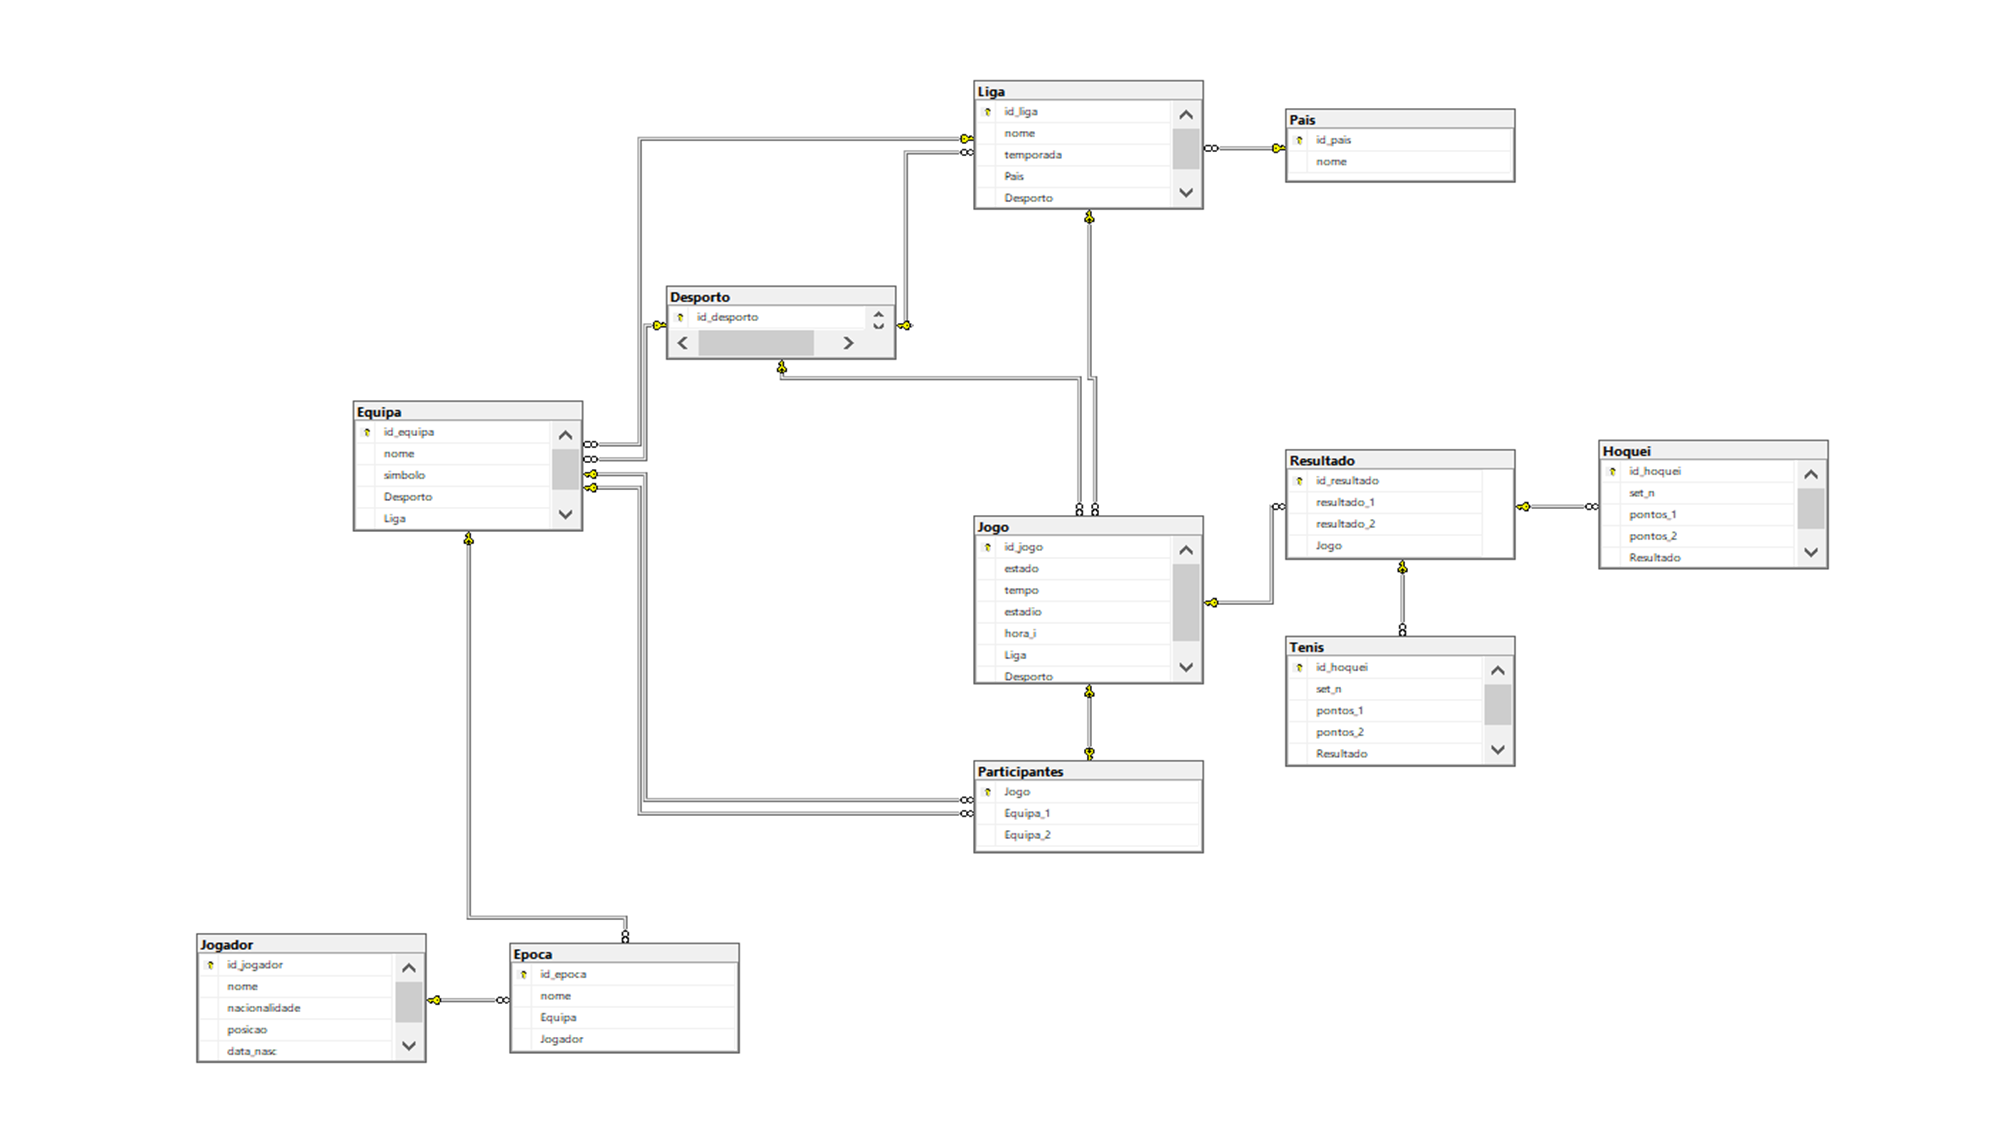 Liga
id_liga
nome
temporada
Pais
Desporto
Pais
id_pais
nome
Desporto
id_desporto
Equipa
id_equipa
nome
simbolo
Desporto
Liga
Jogo
id_jogo
estado
tempo
estadio
hora_i
Liga
Desporto
Resultado
id_resultado
resultado_1
resultado_2
Jogo
Hoquei
id_hoquei
set_n
pontos_1
pontos_2
Resultado
Tenis
id_hoquei
set_n
pontos_1
pontos_2
Resultado
Participantes
Jogo
Equipa_1
Equipa_2
Jogador
id_jogador
nome
nacionalidade
posicao
data_nasc
Epoca
id_epoca
nome
Equipa
Jogador